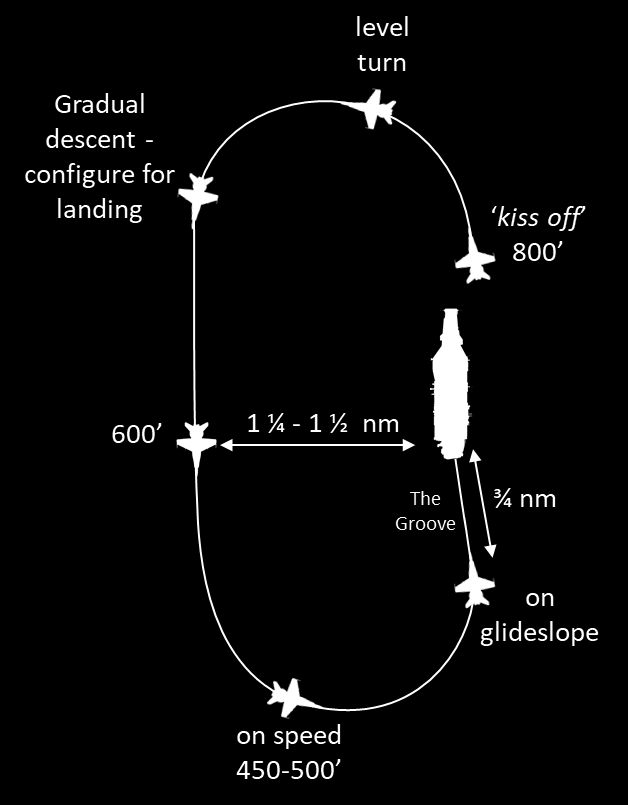 level
turn
Gradual
descent -
configure for
landing
‘kiss off’
800’
600’
1 ¼ - 1 ½ nm
The
Groove
¾ nm
on
glideslope
on speed
450-500’